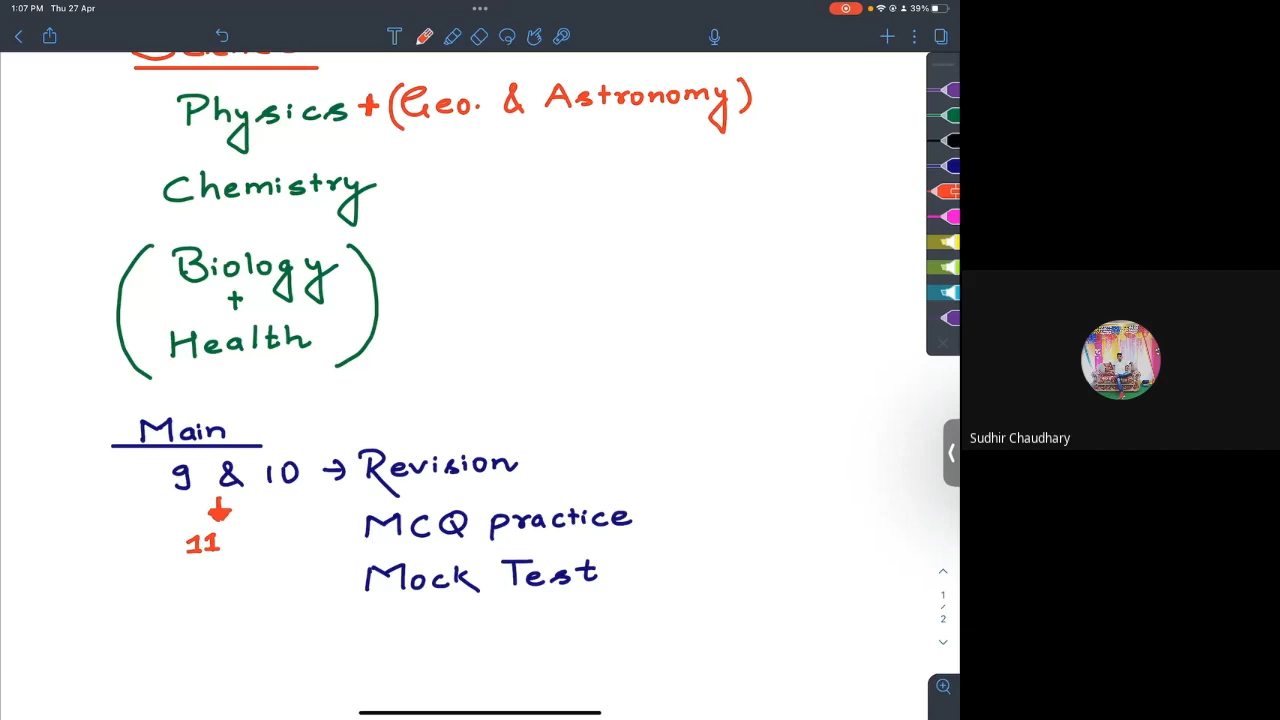 1:07 PM Thu 27 Apr
39%
Science
Physics + (Geo. & Astronomy)
Chemistry
(Biology
+
Health)
Main
9 & 10 → Revision
↓
MCQ practice
11
Mock Test
1
/
2
Sudhir Chaudhary